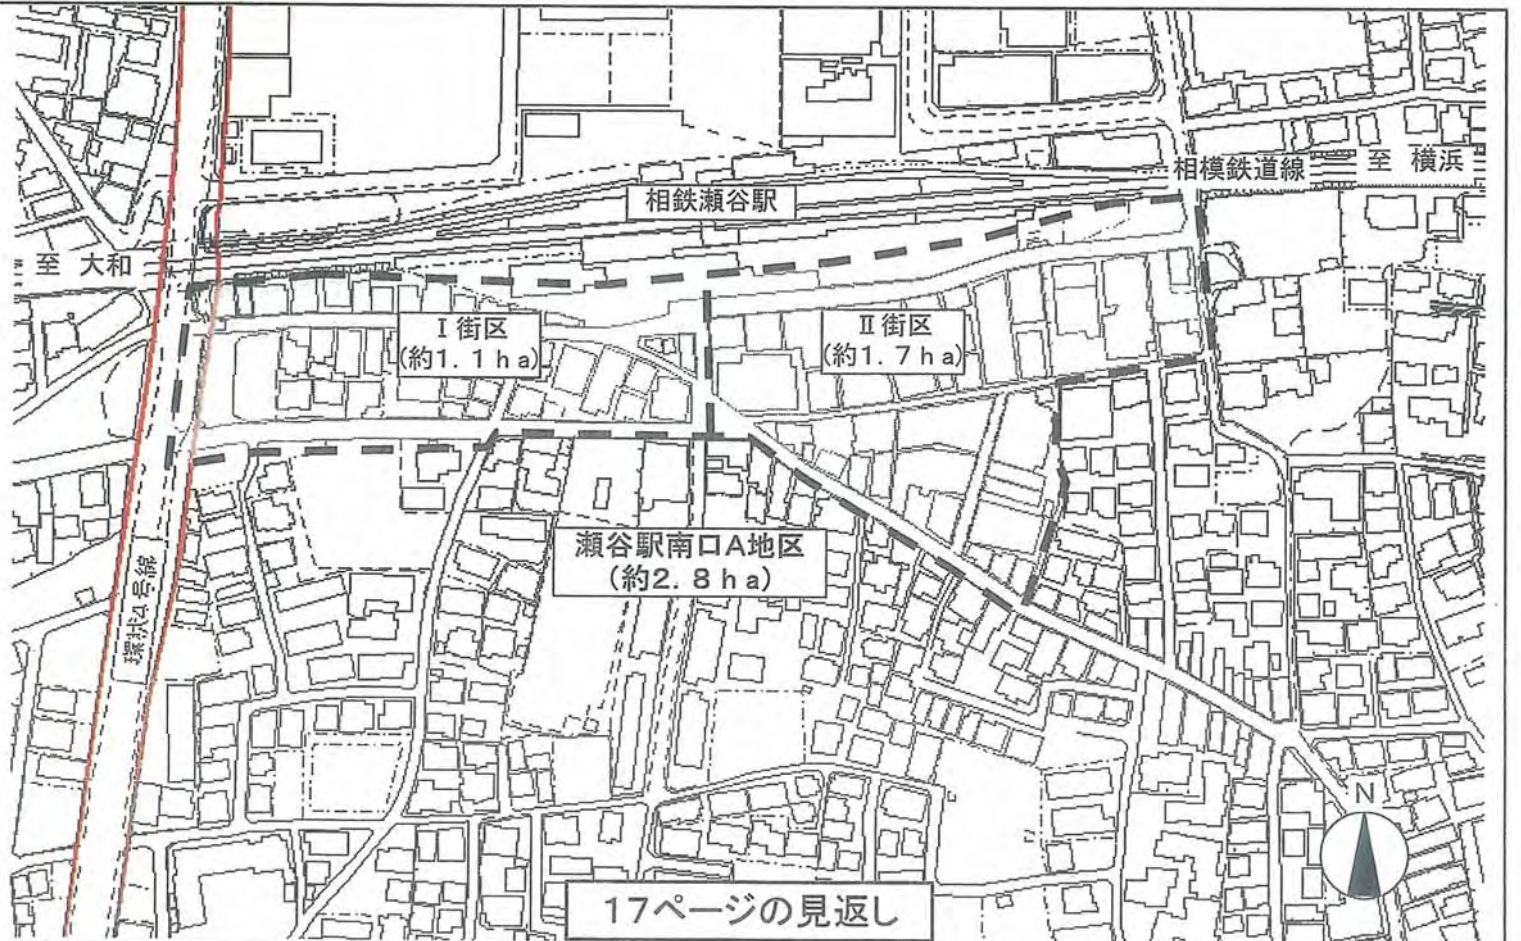 相模鉄道線
至 横浜
相鉄瀬谷駅
至 大和
Ⅰ街区
(約1.1ha)
Ⅱ街区
(約1.7ha)
瀬谷駅南口A地区
(約2.8ha)
環状4号線
N
17ページの見返し